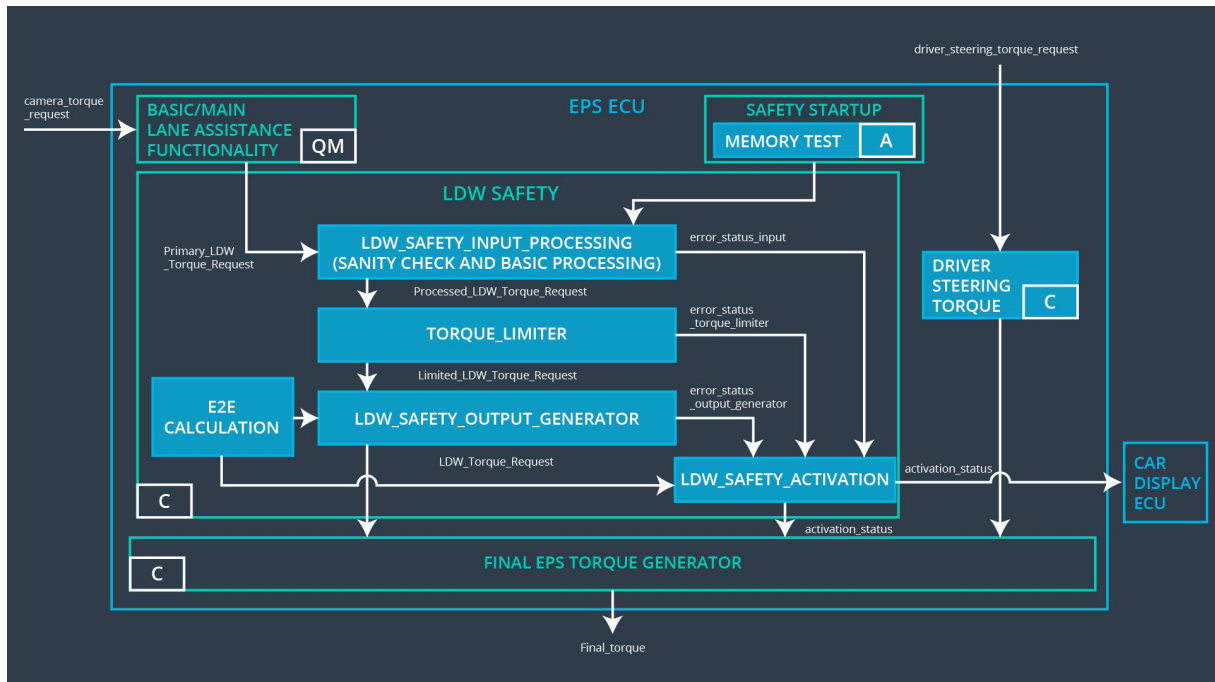 driver_steering_torque_request
camera_torque
_request
EPS ECU
BASIC/MAIN
LANE ASSISTANCE
FUNCTIONALITY
QM
SAFETY STARTUP
MEMORY TEST
A
LDW SAFETY
Primary_LDW
_Torque_Request
LDW_SAFETY_INPUT_PROCESSING
(SANITY CHECK AND BASIC PROCESSING)
error_status_input
DRIVER
STEERING
TORQUE
C
Processed_LDW_Torque_Request
TORQUE_LIMITER
error_status
_torque_limiter
Limited_LDW_Torque_Request
E2E
CALCULATION
LDW_SAFETY_OUTPUT_GENERATOR
error_status
_output_generator
LDW_Torque_Request
LDW_SAFETY_ACTIVATION
activation_status
CAR
DISPLAY
ECU
C
activation_status
FINAL EPS TORQUE GENERATOR
C
Final_torque